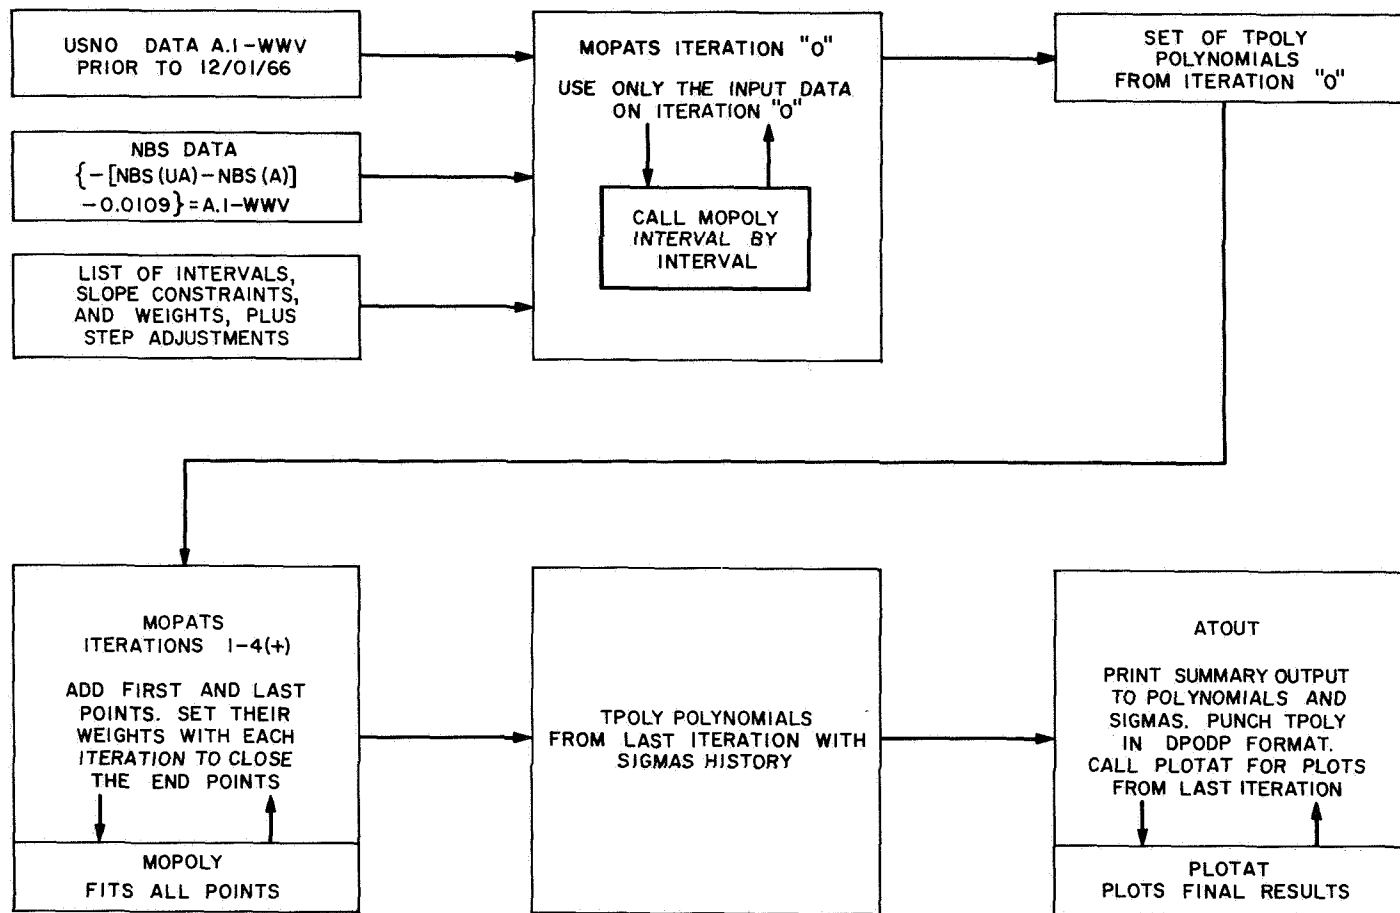 USNO DATA A.1-WWV
PRIOR TO 12/01/66
NBS DATA
{-[NBS(UA)-NBS(A)]
-0.0109}=A.1-WWV
LIST OF INTERVALS,
SLOPE CONSTRAINTS,
AND WEIGHTS, PLUS
STEP ADJUSTMENTS
MOPATS ITERATION "0"
USE ONLY THE INPUT DATA
ON ITERATION "0"
CALL MOPOLY
INTERVAL BY
INTERVAL
SET OF TPOLY
POLYNOMIALS
FROM ITERATION "0"
MOPATS
ITERATIONS 1-4(+)
ADD FIRST AND LAST
POINTS. SET THEIR
WEIGHTS WITH EACH
ITERATION TO CLOSE
THE END POINTS
MOPOLY
FITS ALL POINTS
TPOLY POLYNOMIALS
FROM LAST ITERATION WITH
SIGMAS HISTORY
ATOUT
PRINT SUMMARY OUTPUT
TO POLYNOMIALS AND
SIGMAS. PUNCH TPOLY
IN DPODP FORMAT.
CALL PLOTAT FOR PLOTS
FROM LAST ITERATION
PLOTAT
PLOTS FINAL RESULTS